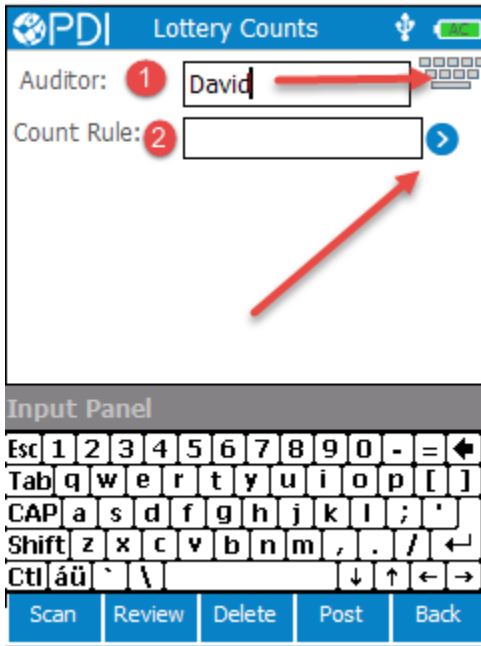 PDI Lottery Counts AC
Auditor: 1 David
Count Rule: 2
Input Panel
Esc 1 2 3 4 5 6 7 8 9 0 - =
Tab q w e r t y u i o p [ ]
CAP a s d f g h j k l ; '
Shift z x c v b n m , . /
Ctl áü ` \ ↓ ↑ ← →
Scan Review Delete Post Back